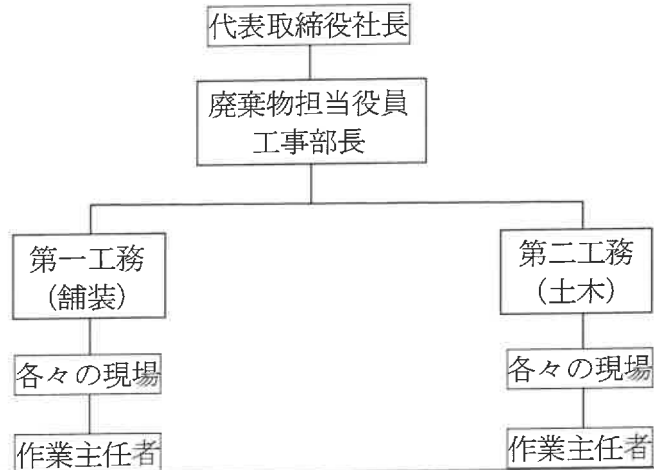 代表取締役社長
廃棄物担当役員
工事部長
第一工務
(舗装)
第二工務
(土木)
各々の現場
各々の現場
作業主任者
作業主任者